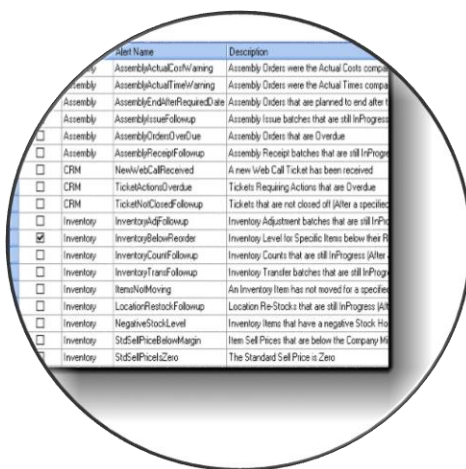 Alert Name Description
AssemblyActualCostWarning Assembly Orders were the Actual Costs compa
Assembly AssemblyActualTimeWarning Assembly Orders were the Actual Times compa
Assembly AssemblyEndAfterRequiredDate Assembly Orders that are planned to end after t
Assembly AssemblyIssueFollowup Assembly Issue batches that are still InProgress
Assembly AssemblyOrdersOverDue Assembly Orders that are Overdue
Assembly AssemblyReceiptFollowup Assembly Receipt batches that are still InProgre
CRM NewWebCallReceived A new Web Call Ticket has been received
CRM TicketActionsOverdue Tickets Requiring Actions that are Overdue
CRM TicketNotClosedFollowup Tickets that are not closed off (After a specified
Inventory InventoryAdjFollowup Inventory Adjustment batches that are still InPro
Inventory InventoryBelowReorder Inventory Level for Specific Items below their R
Inventory InventoryCountFollowup Inventory Counts that are still InProgress (After
Inventory InventoryTransFollowup Inventory Transfer batches that are still InProgr
Inventory ItemsNotMoving An Inventory Item has not moved for a specified
Inventory LocationRestockFollowup Location Re-Stocks that are still InProgress (Aft
Inventory NegativeStockLevel Inventory Items that have a negative Stock Ho
Inventory StdSellPriceBelowMargin Item Sell Prices that are below the Company Mi
Inventory StdSellPriceIsZero The Standard Sell Price is Zero